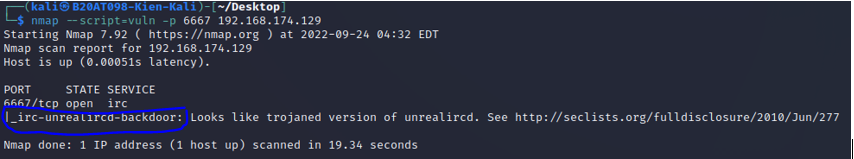 (kali㉿B20AT098-Kien-Kali)-[~/Desktop]
$ nmap --script=vuln -p 6667 192.168.174.129
Starting Nmap 7.92 ( https://nmap.org ) at 2022-09-24 04:32 EDT
Nmap scan report for 192.168.174.129
Host is up (0.00051s latency).
PORT     STATE SERVICE
6667/tcp open  irc
|_irc-unrealircd-backdoor: Looks like trojaned version of unrealircd. See http://seclists.org/fulldisclosure/2010/Jun/277
Nmap done: 1 IP address (1 host up) scanned in 19.34 seconds